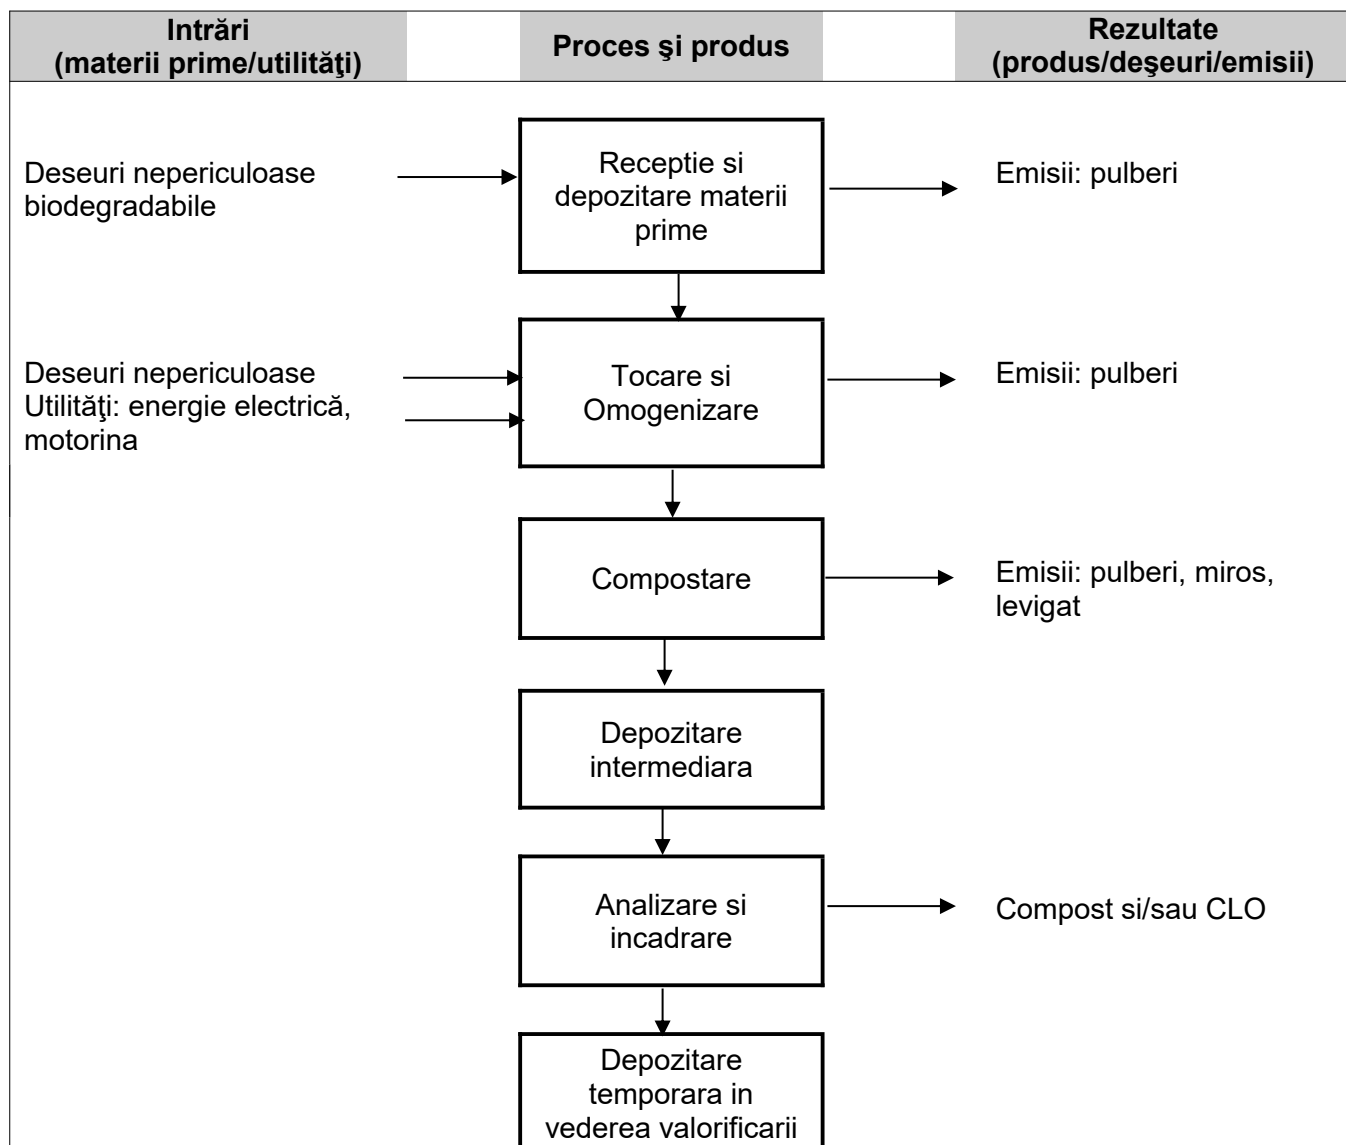 Intrări
(materii prime/utilităţi)
Proces şi produs
Rezultate
(produs/deşeuri/emisii)
Deseuri nepericuloase
biodegradabile
Receptie si
depozitare materii
prime
Emisii: pulberi
Deseuri nepericuloase
Utilităţi: energie electrică,
motorina
Tocare si
Omogenizare
Emisii: pulberi
Compostare
Emisii: pulberi, miros,
levigat
Depozitare
intermediara
Analizare si
incadrare
Compost si/sau CLO
Depozitare
temporara in
vederea valorificarii